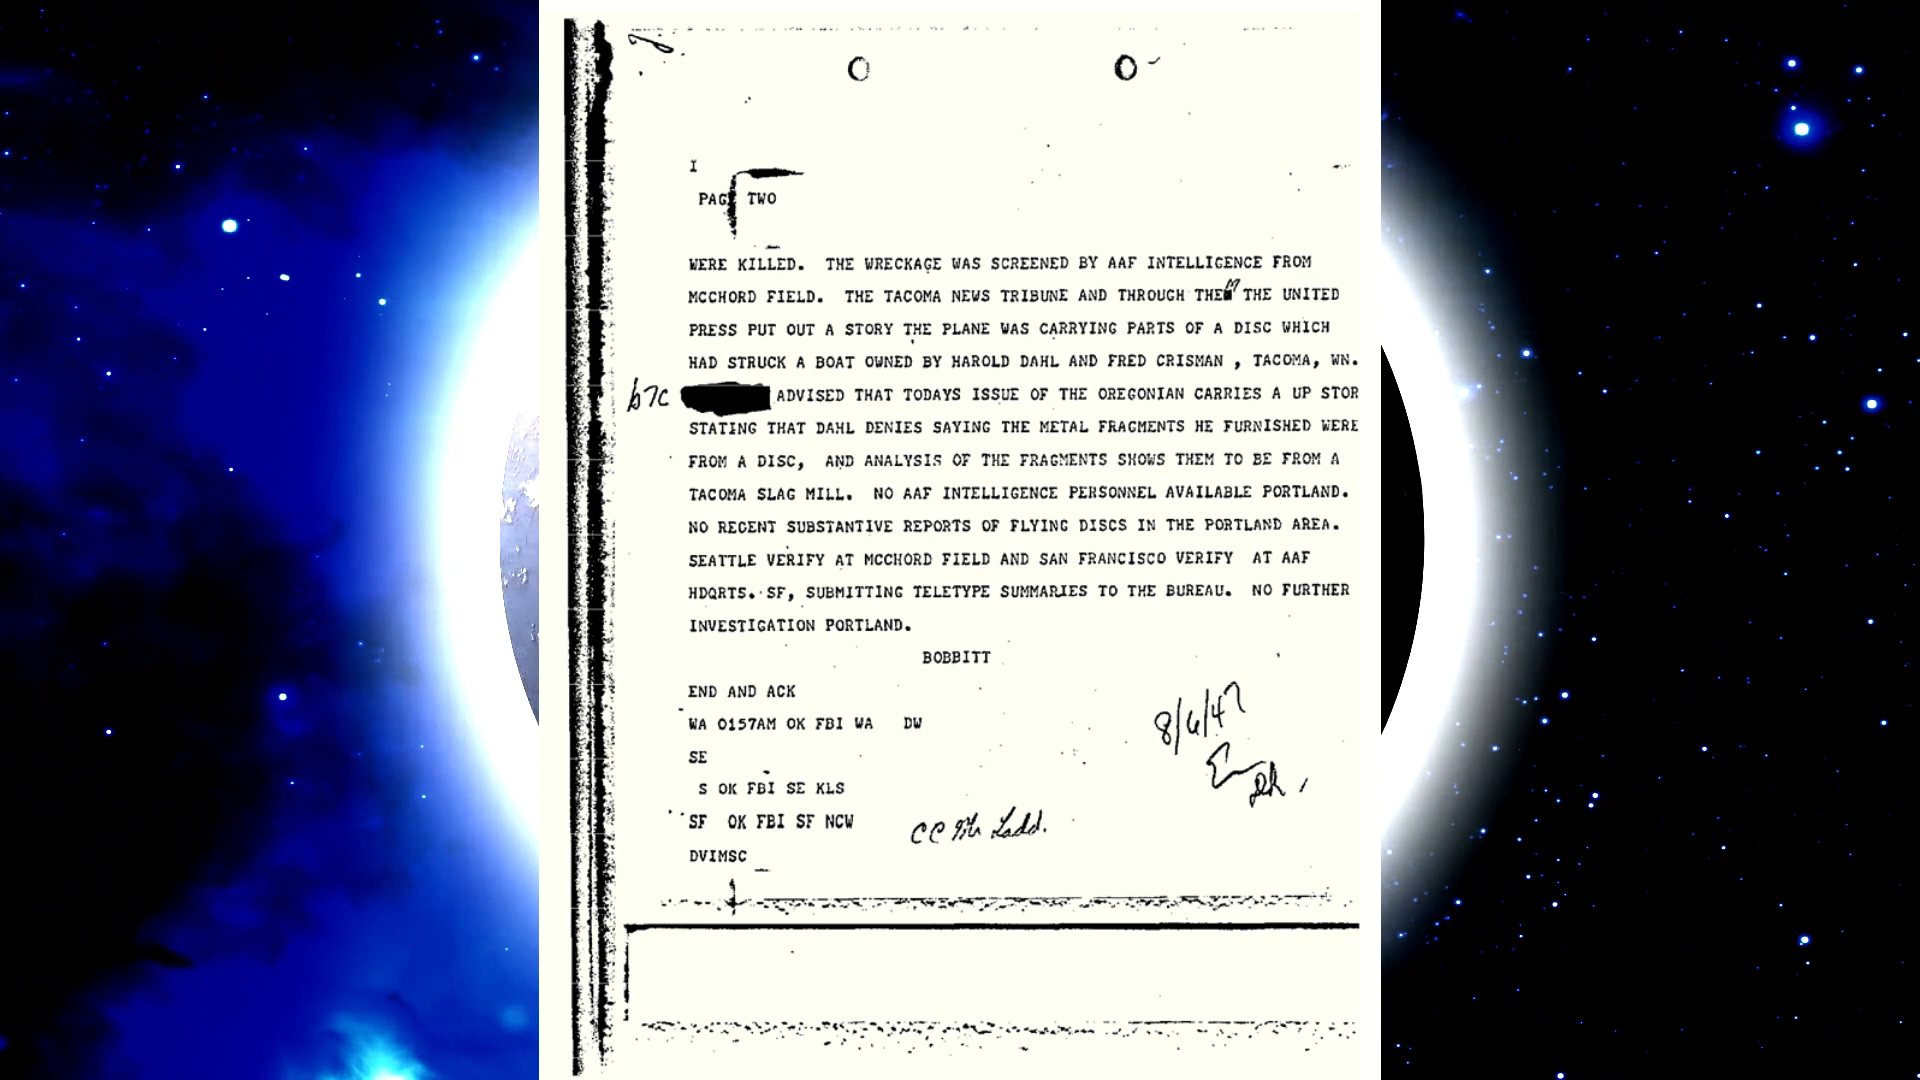 I
PAGE TWO
WERE KILLED. THE WRECKAGE WAS SCREENED BY AAF INTELLIGENCE FROM
MCCHORD FIELD. THE TACOMA NEWS TRIBUNE AND THROUGH THEM THE UNITED
PRESS PUT OUT A STORY THE PLANE WAS CARRYING PARTS OF A DISC WHICH
HAD STRUCK A BOAT OWNED BY HAROLD DAHL AND FRED CRISMAN , TACOMA, WN.
b7c ADVISED THAT TODAYS ISSUE OF THE OREGONIAN CARRIES A UP STOR
STATING THAT DAHL DENIES SAYING THE METAL FRAGMENTS HE FURNISHED WERE
FROM A DISC, AND ANALYSIS OF THE FRAGMENTS SHOWS THEM TO BE FROM A
TACOMA SLAG MILL. NO AAF INTELLIGENCE PERSONNEL AVAILABLE PORTLAND.
NO RECENT SUBSTANTIVE REPORTS OF FLYING DISCS IN THE PORTLAND AREA.
SEATTLE VERIFY AT MCCHORD FIELD AND SAN FRANCISCO VERIFY AT AAF
HDQRTS. SF, SUBMITTING TELETYPE SUMMARIES TO THE BUREAU. NO FURTHER
INVESTIGATION PORTLAND.
BOBBITT
END AND ACK
WA 0157AM OK FBI WA DW
8/6/47
SE
S OK FBI SE KLS
SF OK FBI SF NCW
CC Mr Ladd.
DVIMSC